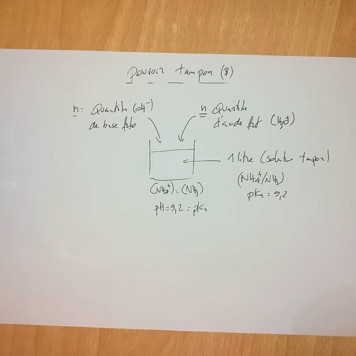 pouvoir tampon (β)
n: Quantité (OH⁻)
de base forte
n Quantité
d'acide fort (H₃O⁺)
1 litre (solution tampon)
(NH₄⁺/NH₃)
pKa = 9,2
(NH₄⁺) = (NH₃)
pH = 9,2 = pKa